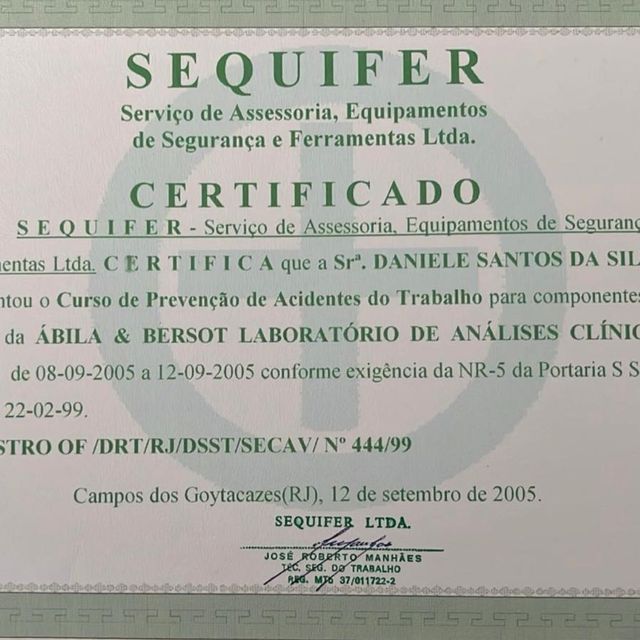 SEQUIFER
Serviço de Assessoria, Equipamentos
de Segurança e Ferramentas Ltda.
CERTIFICADO
SEQUIFER - Serviço de Assessoria, Equipamentos de Seguranç
entas Ltda. CERTIFICA que a Srª. DANIELE SANTOS DA SIL
ntou o Curso de Prevenção de Acidentes do Trabalho para componentes
da ÁBILA & BERSOT LABORATÓRIO DE ANÁLISES CLÍNIC
de 08-09-2005 a 12-09-2005 conforme exigência da NR-5 da Portaria S S
22-02-99.
STRO OF /DRT/RJ/DSST/SECAV/ Nº 444/99
Campos dos Goytacazes(RJ), 12 de setembro de 2005.
SEQUIFER LTDA.
JOSÉ ROBERTO MANHÃES
TÉC. SEG. DO TRABALHO
REG. MTb 37/011722-2